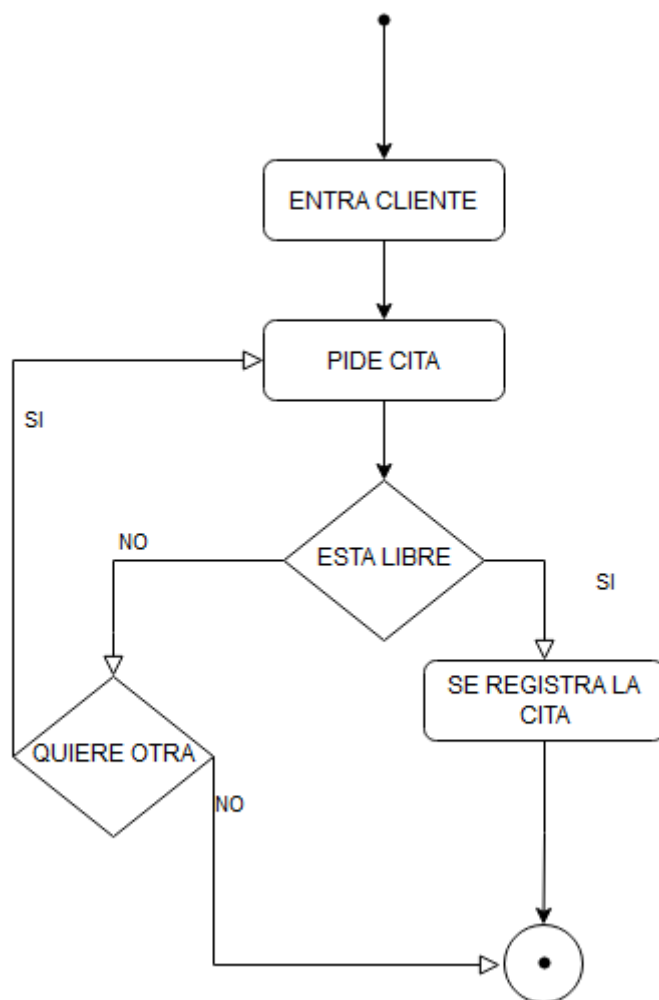 ENTRA CLIENTE
PIDE CITA
SI
NO
ESTA LIBRE
SI
SE REGISTRA LA
CITA
QUIERE OTRA
NO